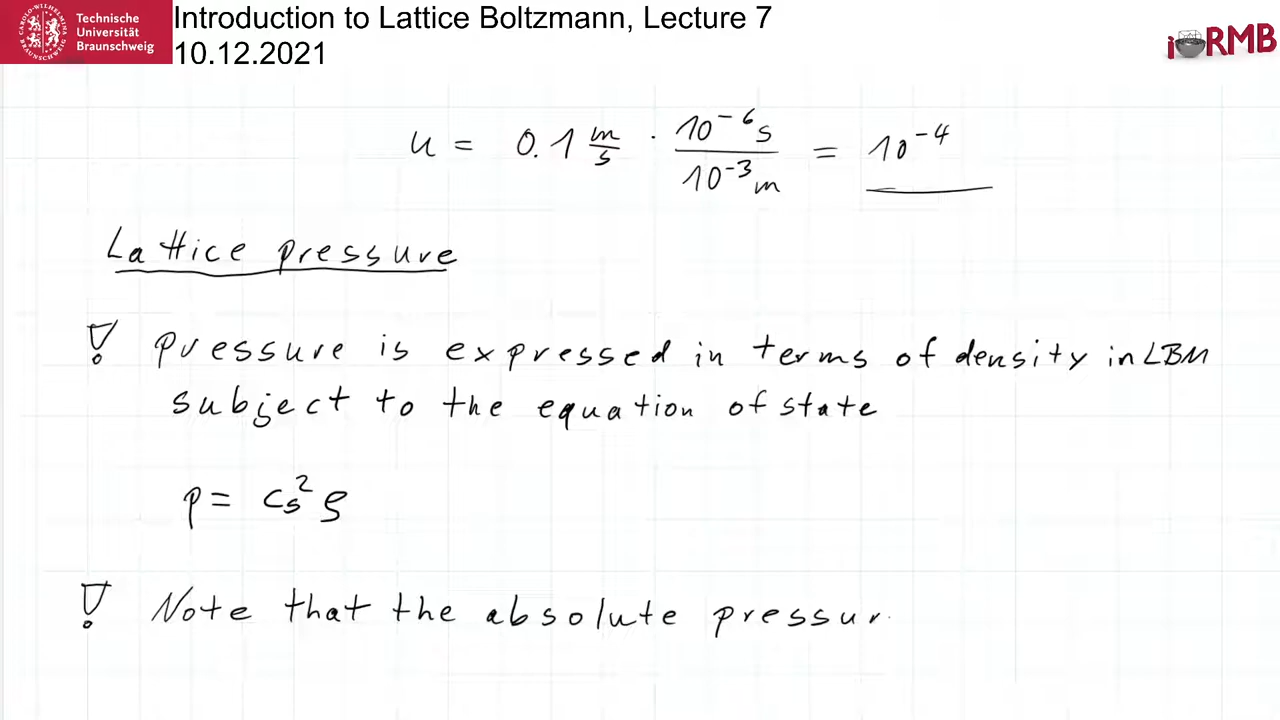 Technische
Universität
Braunschweig
Introduction to Lattice Boltzmann, Lecture 7
10.12.2021
iRMB
u = 0.1 m/s · 10^-6 s / 10^-3 m = 10^-4
Lattice pressure
! pressure is expressed in terms of density in LBM
subject to the equation of state
p = cs² ρ
! Note that the absolute pressur